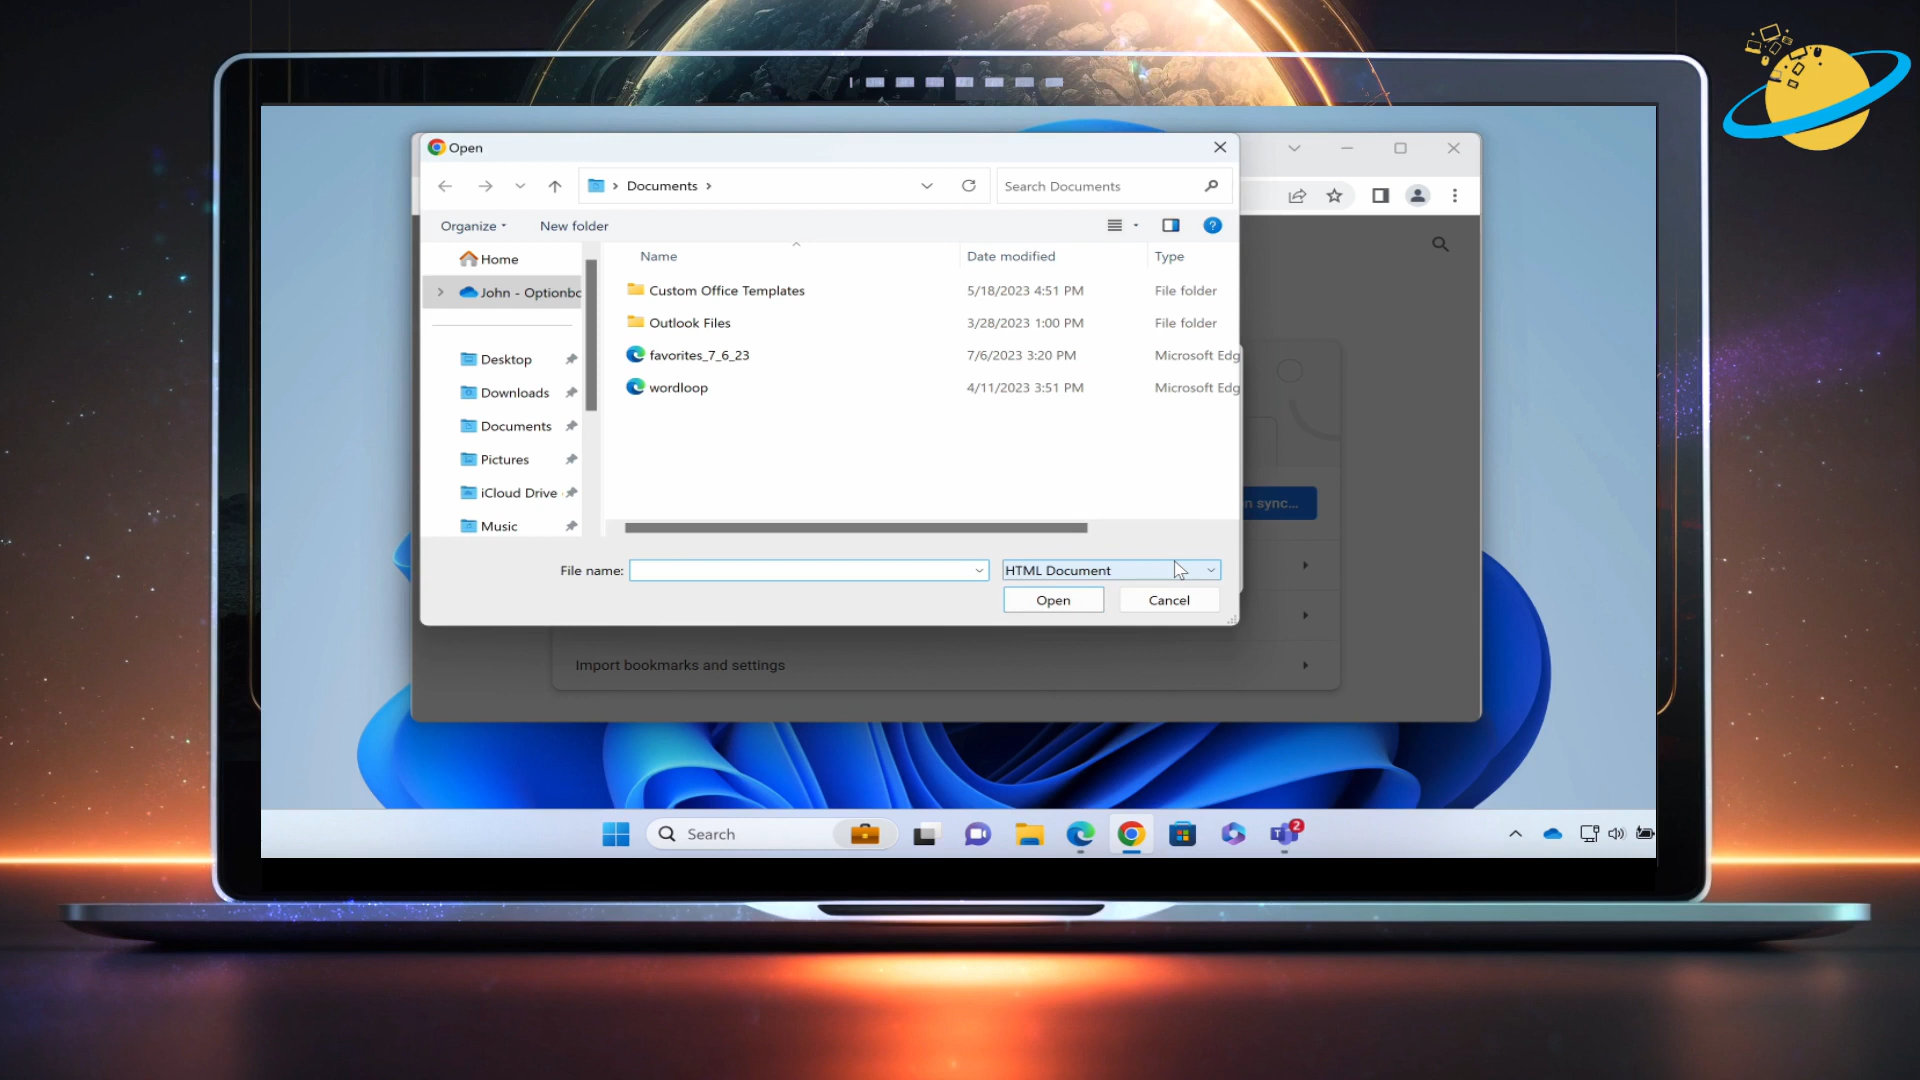 Open
Documents
Search Documents
Organize
New folder
Home
John - Optionbo
Desktop
Downloads
Documents
Pictures
iCloud Drive
Music
Name Date modified Type
Custom Office Templates 5/18/2023 4:51 PM File folder
Outlook Files 3/28/2023 1:00 PM File folder
favorites_7_6_23 7/6/2023 3:20 PM Microsoft Edg
wordloop 4/11/2023 3:51 PM Microsoft Edg
n sync...
File name: HTML Document
Open Cancel
Import bookmarks and settings
Search
2